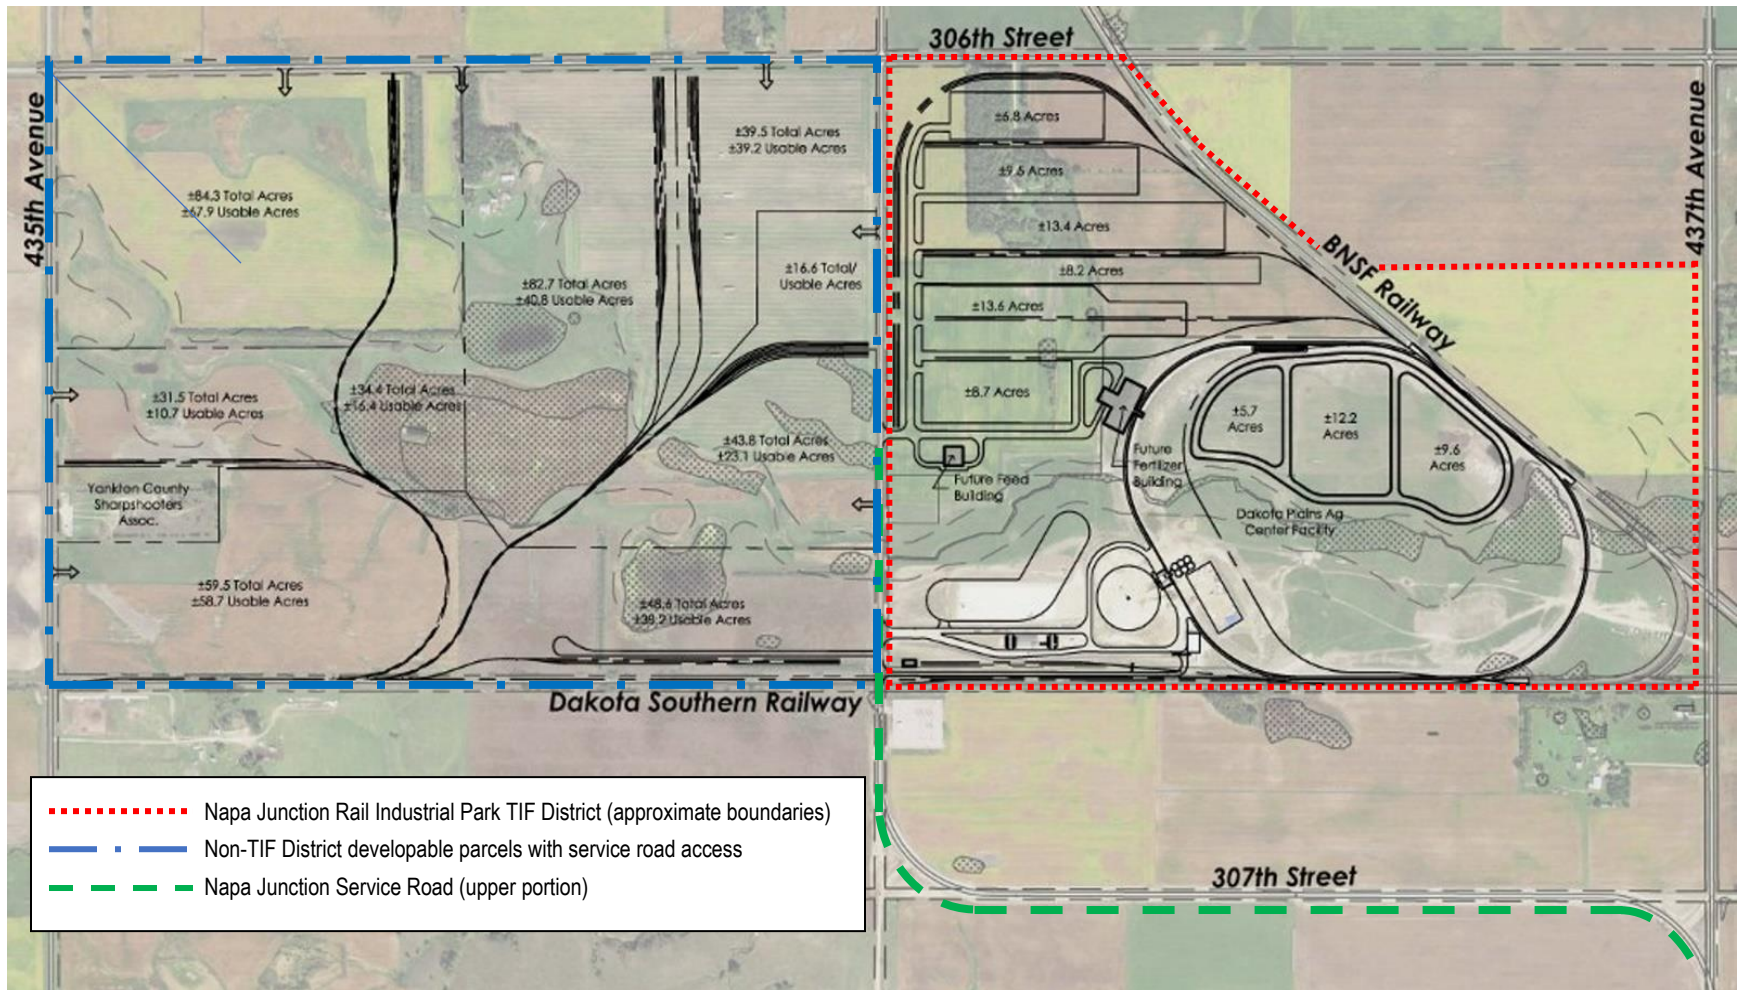 306th Street
435th Avenue
437th Avenue
BNSF Railway
±84.3 Total Acres
±67.9 Usable Acres
±39.5 Total Acres
±39.2 Usable Acres
±82.7 Total Acres
±40.8 Usable Acres
±16.6 Total/
Usable Acres
±31.5 Total Acres
±10.7 Usable Acres
±34.4 Total Acres
±16.4 Usable Acres
±43.8 Total Acres
±23.1 Usable Acres
Yankton County
Sharpshooters
Assoc.
±59.5 Total Acres
±58.7 Usable Acres
±48.6 Total Acres
±38.2 Usable Acres
±6.8 Acres
±9.5 Acres
±13.4 Acres
±8.2 Acres
±13.6 Acres
±8.7 Acres
±5.7
Acres
±12.2
Acres
±9.6
Acres
Future
Fertilizer
Building
Future Feed
Building
Dakota Plains Ag
Center Facility
Dakota Southern Railway
307th Street
Napa Junction Rail Industrial Park TIF District (approximate boundaries)
Non-TIF District developable parcels with service road access
Napa Junction Service Road (upper portion)